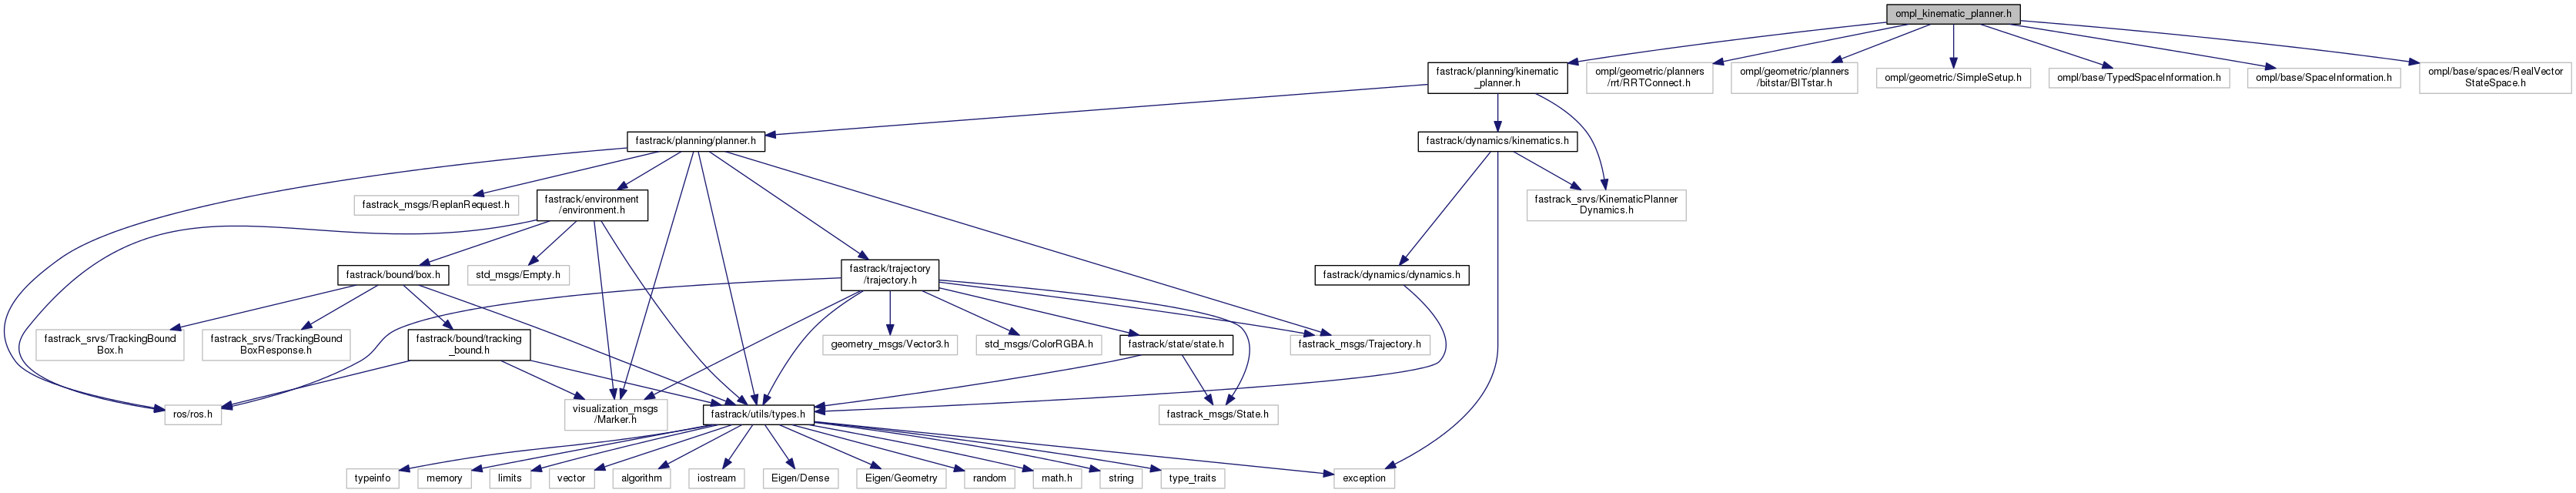 ompl_kinematic_planner.h
fastrack/planning/kinematic
_planner.h
ompl/geometric/planners
/rrt/RRTConnect.h
ompl/geometric/planners
/bitstar/BITstar.h
ompl/geometric/SimpleSetup.h
ompl/base/TypedSpaceInformation.h
ompl/base/SpaceInformation.h
ompl/base/spaces/RealVector
StateSpace.h
fastrack/planning/planner.h
fastrack/dynamics/kinematics.h
fastrack_msgs/ReplanRequest.h
fastrack/environment
/environment.h
fastrack_srvs/KinematicPlanner
Dynamics.h
fastrack/bound/box.h
std_msgs/Empty.h
fastrack/trajectory
/trajectory.h
fastrack/dynamics/dynamics.h
fastrack_srvs/TrackingBound
Box.h
fastrack_srvs/TrackingBound
BoxResponse.h
fastrack/bound/tracking
_bound.h
geometry_msgs/Vector3.h
std_msgs/ColorRGBA.h
fastrack/state/state.h
fastrack_msgs/Trajectory.h
ros/ros.h
visualization_msgs
/Marker.h
fastrack/utils/types.h
fastrack_msgs/State.h
typeinfo
memory
limits
vector
algorithm
iostream
Eigen/Dense
Eigen/Geometry
random
math.h
string
type_traits
exception